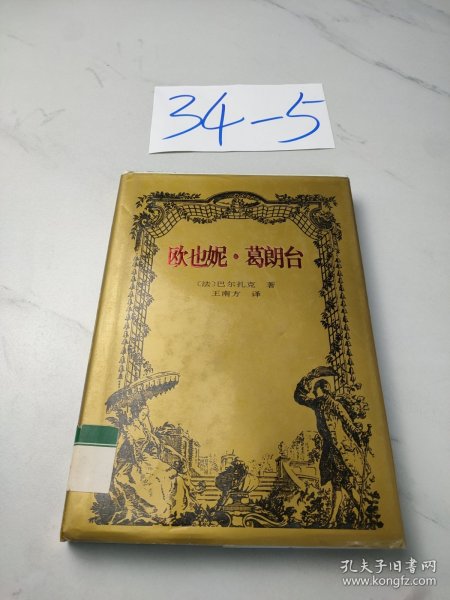 34-5
欧也妮·葛朗台
〔法〕巴尔扎克 著
王南方 译
孔夫子旧书网
www.kongfz.com